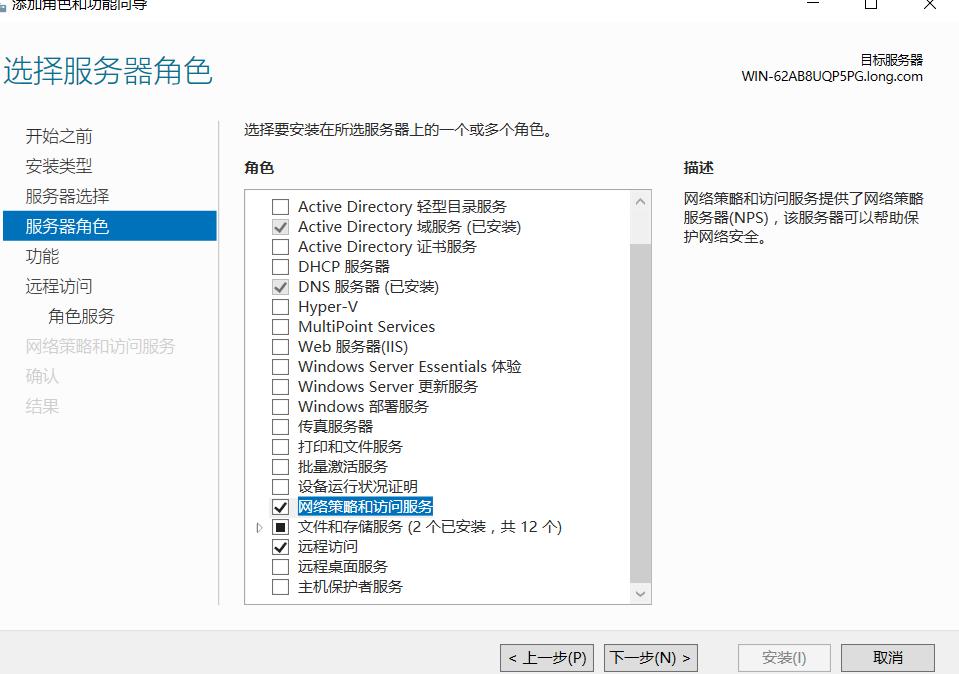 添加角色和功能向导
选择服务器角色
目标服务器
WIN-62AB8UQP5PG.long.com
开始之前
安装类型
服务器选择
服务器角色
功能
远程访问
角色服务
网络策略和访问服务
确认
结果
选择要安装在所选服务器上的一个或多个角色。
角色
Active Directory 轻型目录服务
Active Directory 域服务 (已安装)
Active Directory 证书服务
DHCP 服务器
DNS 服务器 (已安装)
Hyper-V
MultiPoint Services
Web 服务器(IIS)
Windows Server Essentials 体验
Windows Server 更新服务
Windows 部署服务
传真服务器
打印和文件服务
批量激活服务
设备运行状况证明
网络策略和访问服务
文件和存储服务 (2 个已安装，共 12 个)
远程访问
远程桌面服务
主机保护者服务
描述
网络策略和访问服务提供了网络策略
服务器(NPS)，该服务器可以帮助保
护网络安全。
< 上一步(P)
下一步(N) >
安装(I)
取消